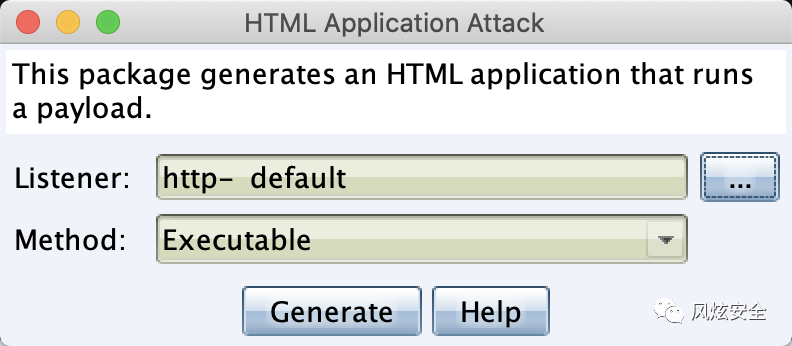 HTML Application Attack
This package generates an HTML application that runs
a payload.
Listener: http- default ...
Method: Executable
Generate Help
风炫安全